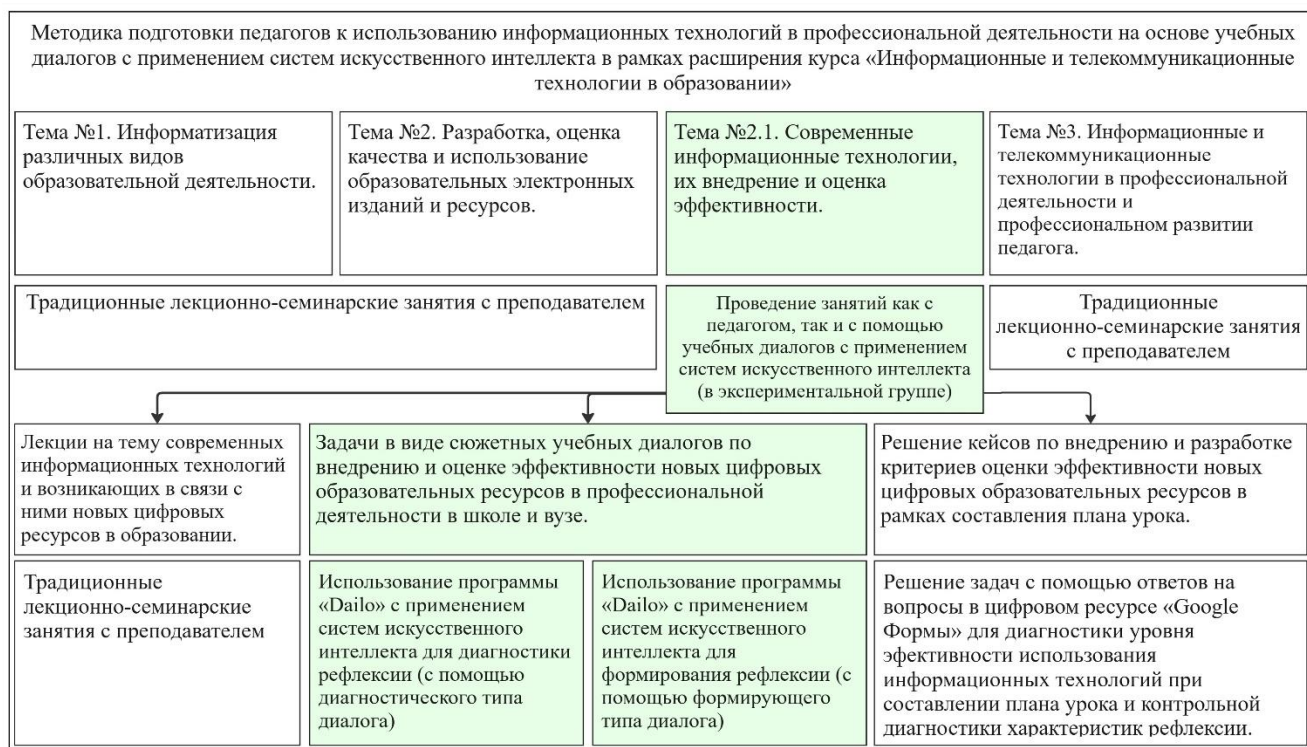 Методика подготовки педагогов к использованию информационных технологий в профессиональной деятельности на основе учебных
диалогов с применением систем искусственного интеллекта в рамках расширения курса «Информационные и телекоммуникационные
технологии в образовании»
Тема №1. Информатизация
различных видов
образовательной деятельности.
Тема №2. Разработка, оценка
качества и использование
образовательных электронных
изданий и ресурсов.
Тема №2.1. Современные
информационные технологии,
их внедрение и оценка
эффективности.
Тема №3. Информационные и
телекоммуникационные
технологии в профессиональной
деятельности и
профессиональном развитии
педагога.
Традиционные лекционно-семинарские занятия с преподавателем
Проведение занятий как с
педагогом, так и с помощью
учебных диалогов с применением
систем искусственного интеллекта
(в экспериментальной группе)
Традиционные
лекционно-семинарские занятия
с преподавателем
Лекции на тему современных
информационных технологий
и возникающих в связи с
ними новых цифровых
ресурсов в образовании.
Задачи в виде сюжетных учебных диалогов по
внедрению и оценке эффективности новых цифровых
образовательных ресурсов в профессиональной
деятельности в школе и вузе.
Решение кейсов по внедрению и разработке
критериев оценки эффективности новых
цифровых образовательных ресурсов в
рамках составления плана урока.
Традиционные
лекционно-семинарские
занятия с преподавателем
Использование программы
«Dailo» с применением
систем искусственного
интеллекта для диагностики
рефлексии (с помощью
диагностического типа
диалога)
Использование программы
«Dailo» с применением
систем искусственного
интеллекта для
формирования рефлексии (с
помощью формирующего
типа диалога)
Решение задач с помощью ответов на
вопросы в цифровом ресурсе «Google
Формы» для диагностики уровня
эфективности использования
информационных технологий при
составлении плана урока и контрольной
диагностики характеристик рефлексии.